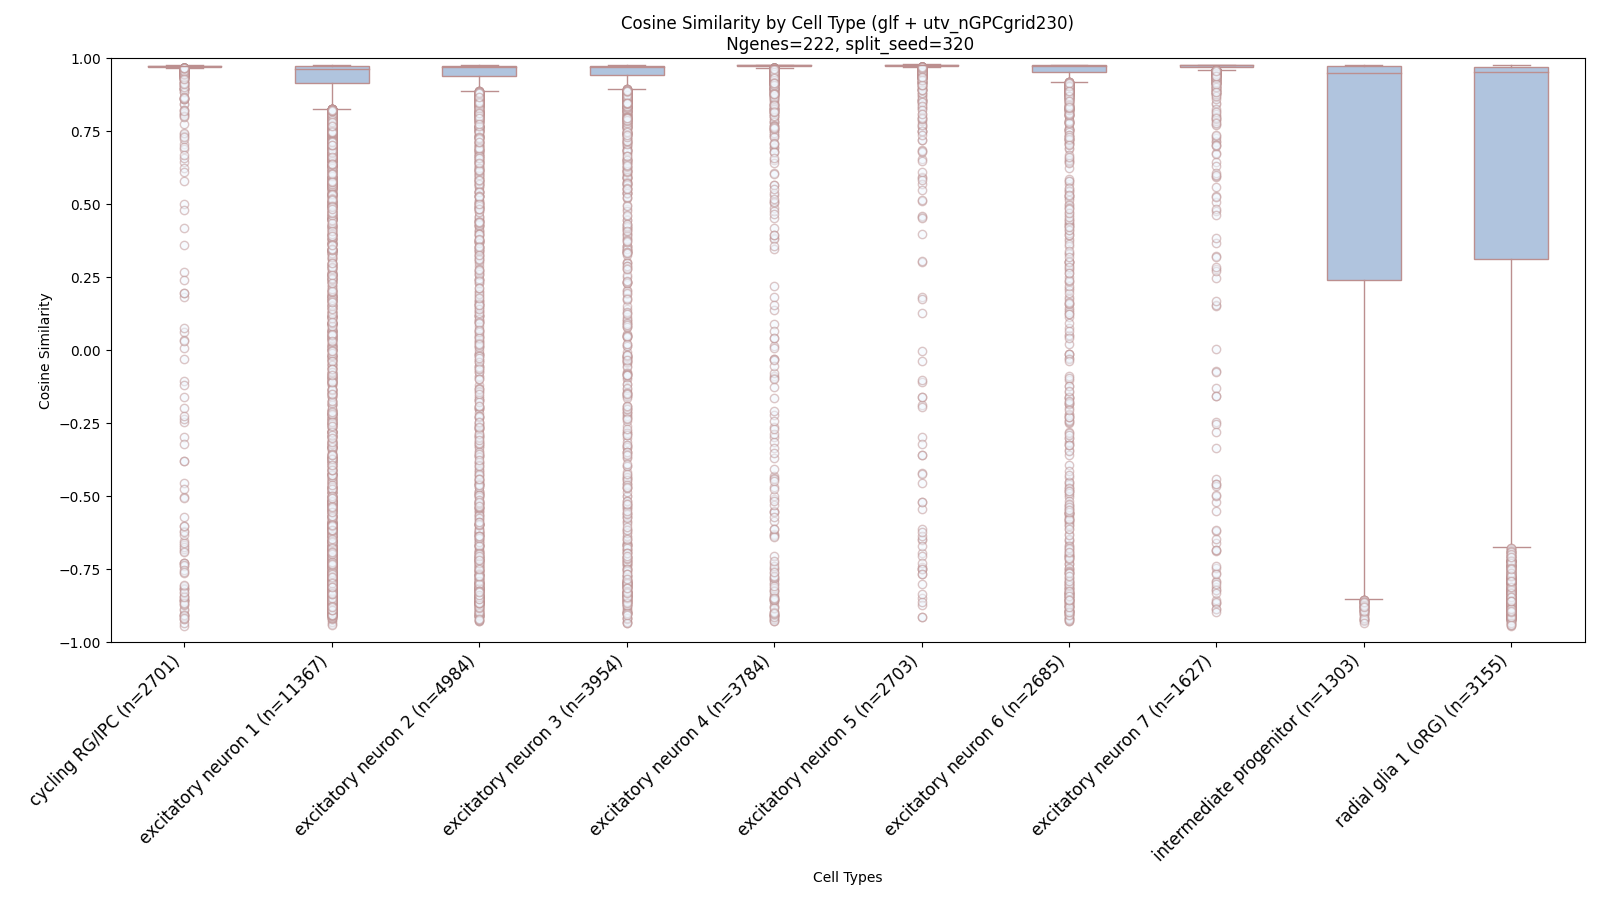 Cosine Similarity by Cell Type (glf + utv_nGPCgrid230)
Ngenes=222, split_seed=320
1.00
0.75
0.50
0.25
0.00
−0.25
−0.50
−0.75
−1.00
Cosine Similarity
cycling RG/IPC (n=2701)
excitatory neuron 1 (n=11367)
excitatory neuron 2 (n=4984)
excitatory neuron 3 (n=3954)
excitatory neuron 4 (n=3784)
excitatory neuron 5 (n=2703)
excitatory neuron 6 (n=2685)
excitatory neuron 7 (n=1627)
intermediate progenitor (n=1303)
radial glia 1 (oRG) (n=3155)
Cell Types